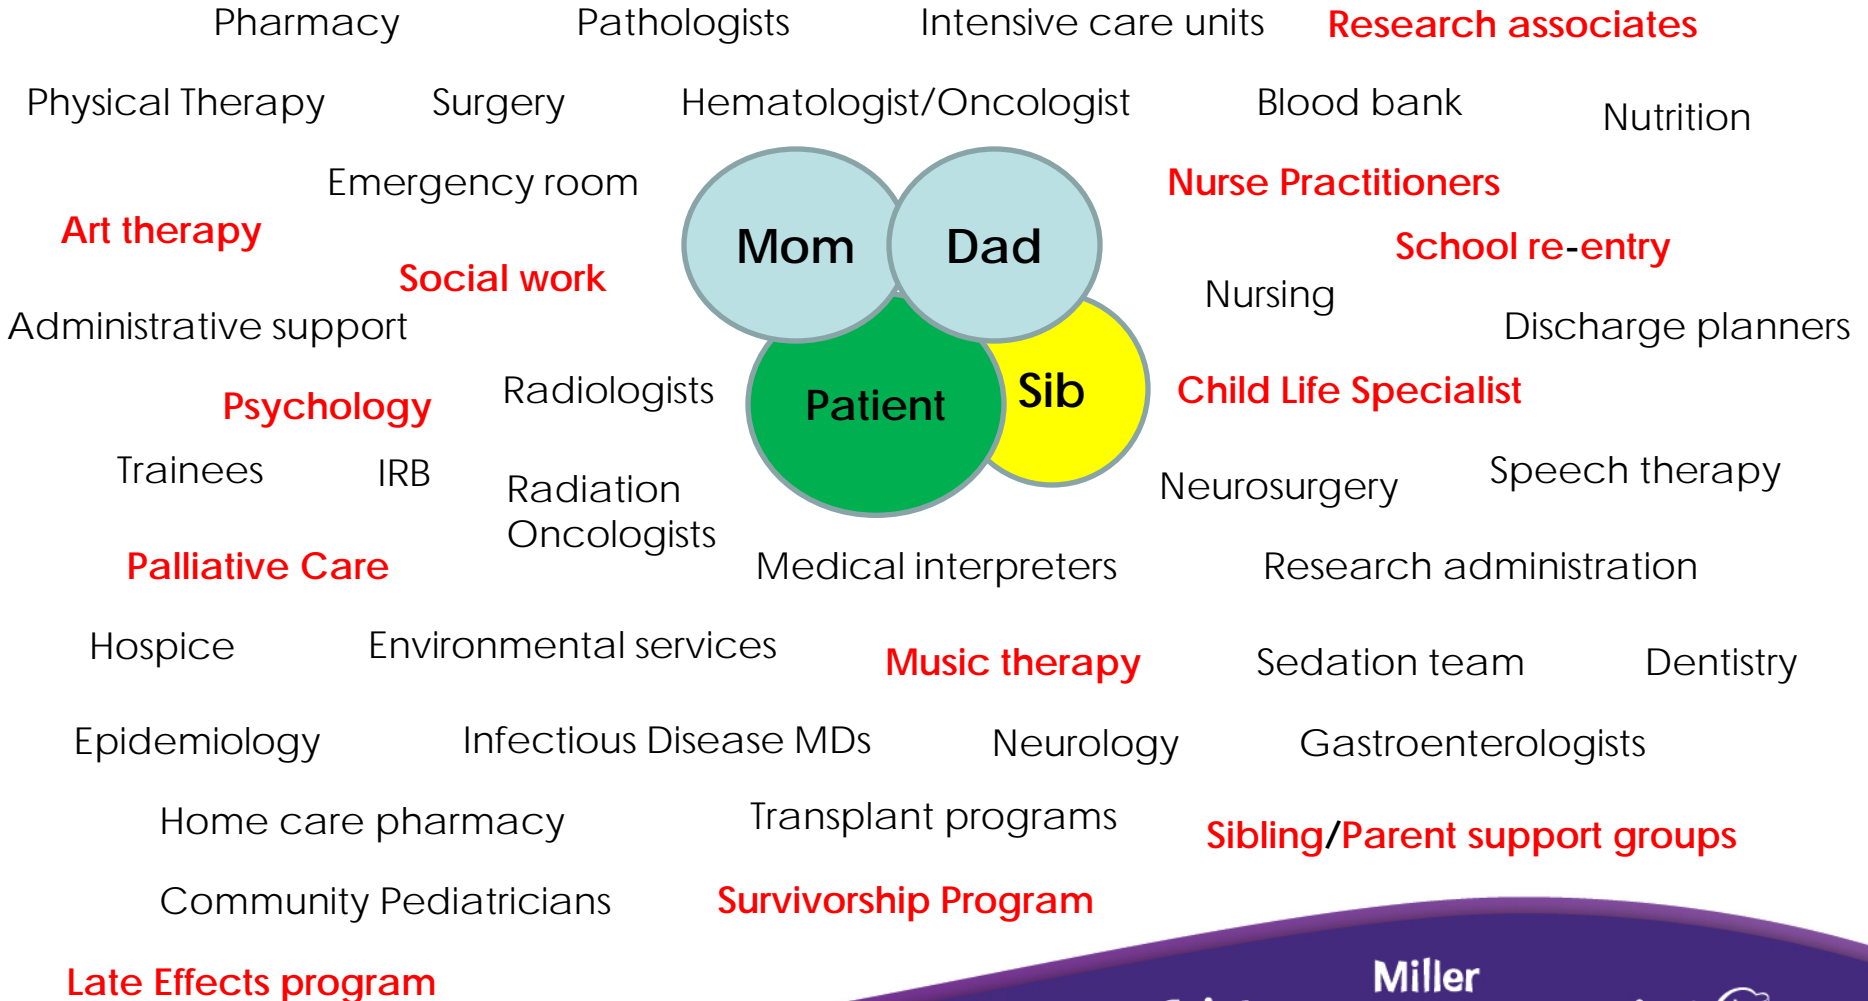 Pharmacy
Pathologists
Intensive care units
Research associates
Physical Therapy
Surgery
Hematologist/Oncologist
Blood bank
Nutrition
Emergency room
Nurse Practitioners
Art therapy
Mom
Dad
School re-entry
Social work
Nursing
Administrative support
Discharge planners
Psychology
Radiologists
Patient
Sib
Child Life Specialist
Trainees
IRB
Radiation
Oncologists
Neurosurgery
Speech therapy
Palliative Care
Medical interpreters
Research administration
Hospice
Environmental services
Music therapy
Sedation team
Dentistry
Epidemiology
Infectious Disease MDs
Neurology
Gastroenterologists
Home care pharmacy
Transplant programs
Sibling/Parent support groups
Community Pediatricians
Survivorship Program
Late Effects program
Miller